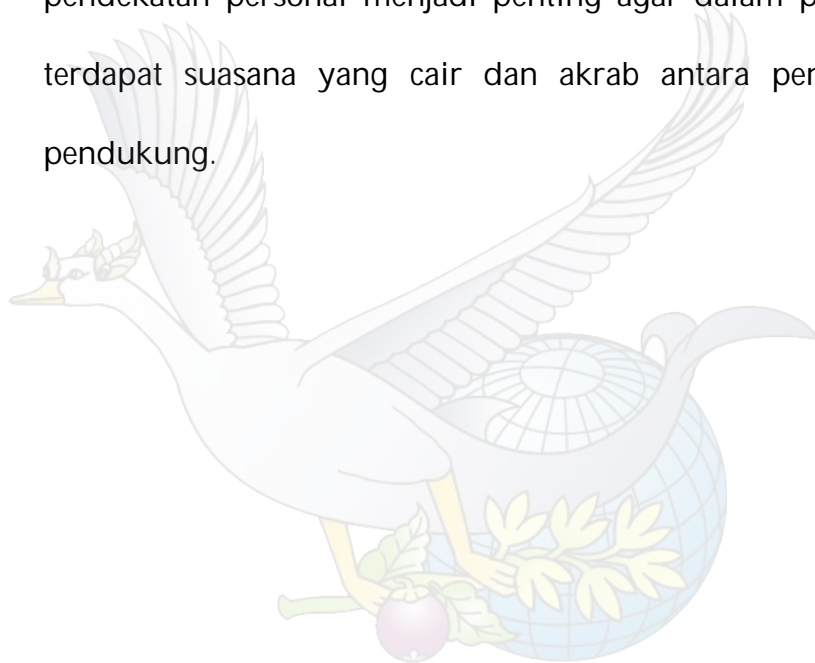 pendekatan personal menjadi penting agar dalam
terdapat suasana yang cair dan akrab antara
pendukung.